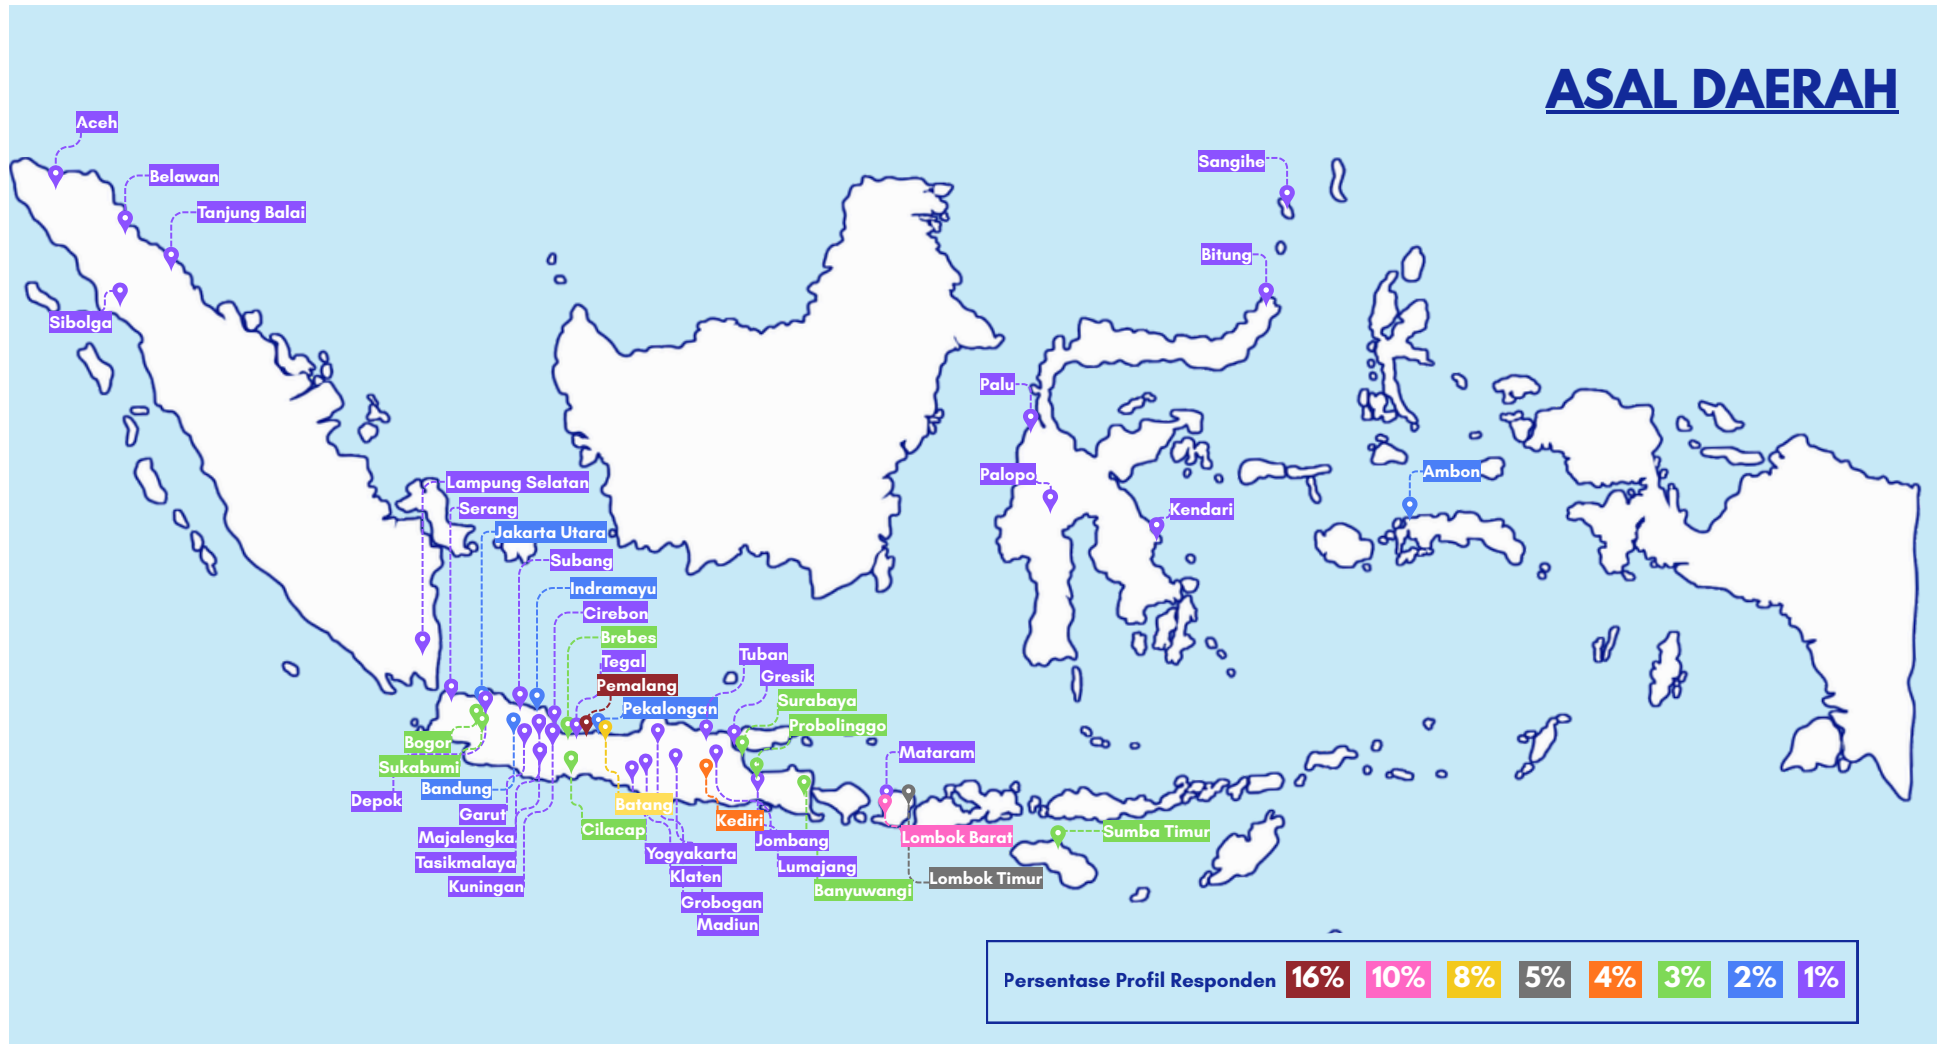 ASAL DAERAH
Aceh
Belawan
Tanjung Balai
Sibolga
Sangihe
Bitung
Palu
Palopo
Kendari
Ambon
Lampung Selatan
Serang
Jakarta Utara
Subang
Indramayu
Cirebon
Brebes
Tegal
Pemalang
Pekalongan
Tuban
Gresik
Surabaya
Probolinggo
Bogor
Sukabumi
Bandung
Depok
Garut
Majalengka
Tasikmalaya
Kuningan
Batang
Cilacap
Kediri
Yogyakarta
Klaten
Grobogan
Madiun
Jombang
Lumajang
Banyuwangi
Mataram
Lombok Barat
Lombok Timur
Sumba Timur
Persentase Profil Responden 16% 10% 8% 5% 4% 3% 2% 1%